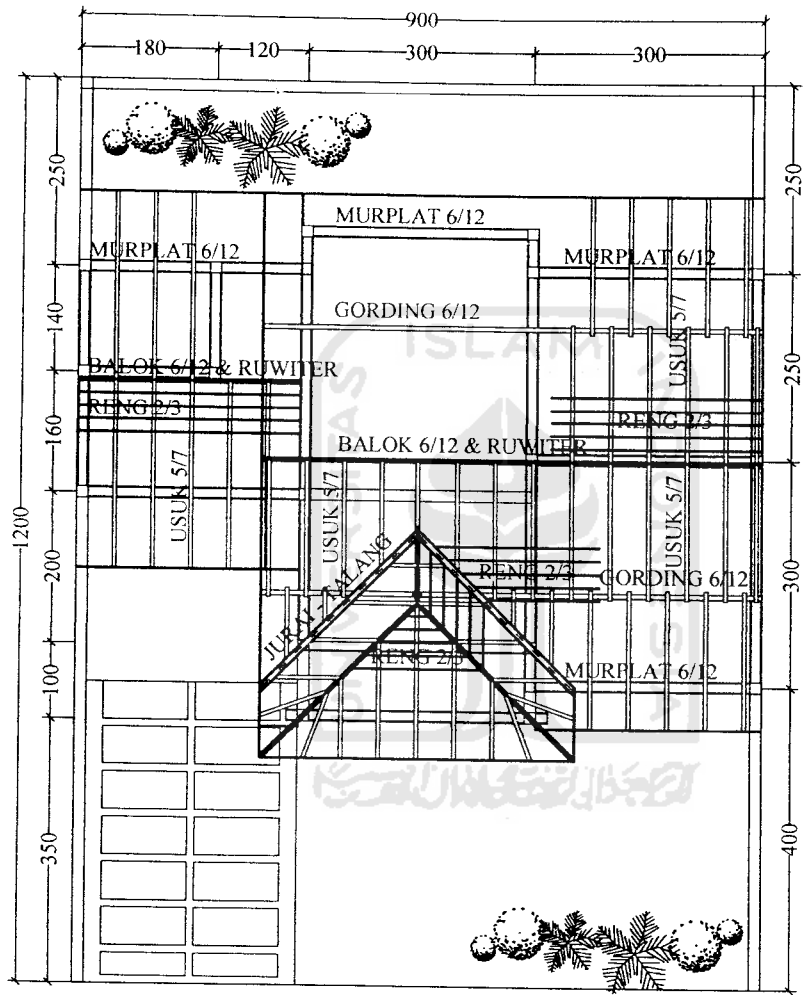 900
180 120 300 300
250
250
MURPLAT 6/12
MURPLAT 6/12
MURPLAT 6/12
GORDING 6/12
140
USUK 5/7
250
BALOK 6/12 & RUWITER
RENG 2/3
RENG 2/3
160
BALOK 6/12 & RUWITER
USUK 5/7
USUK 5/7
USUK 5/7
1200
200
JURAI - TALANG
RENG 2/3
GORDING 6/12
300
RENG 2/3
100
MURPLAT 6/12
350
400
ISLAM